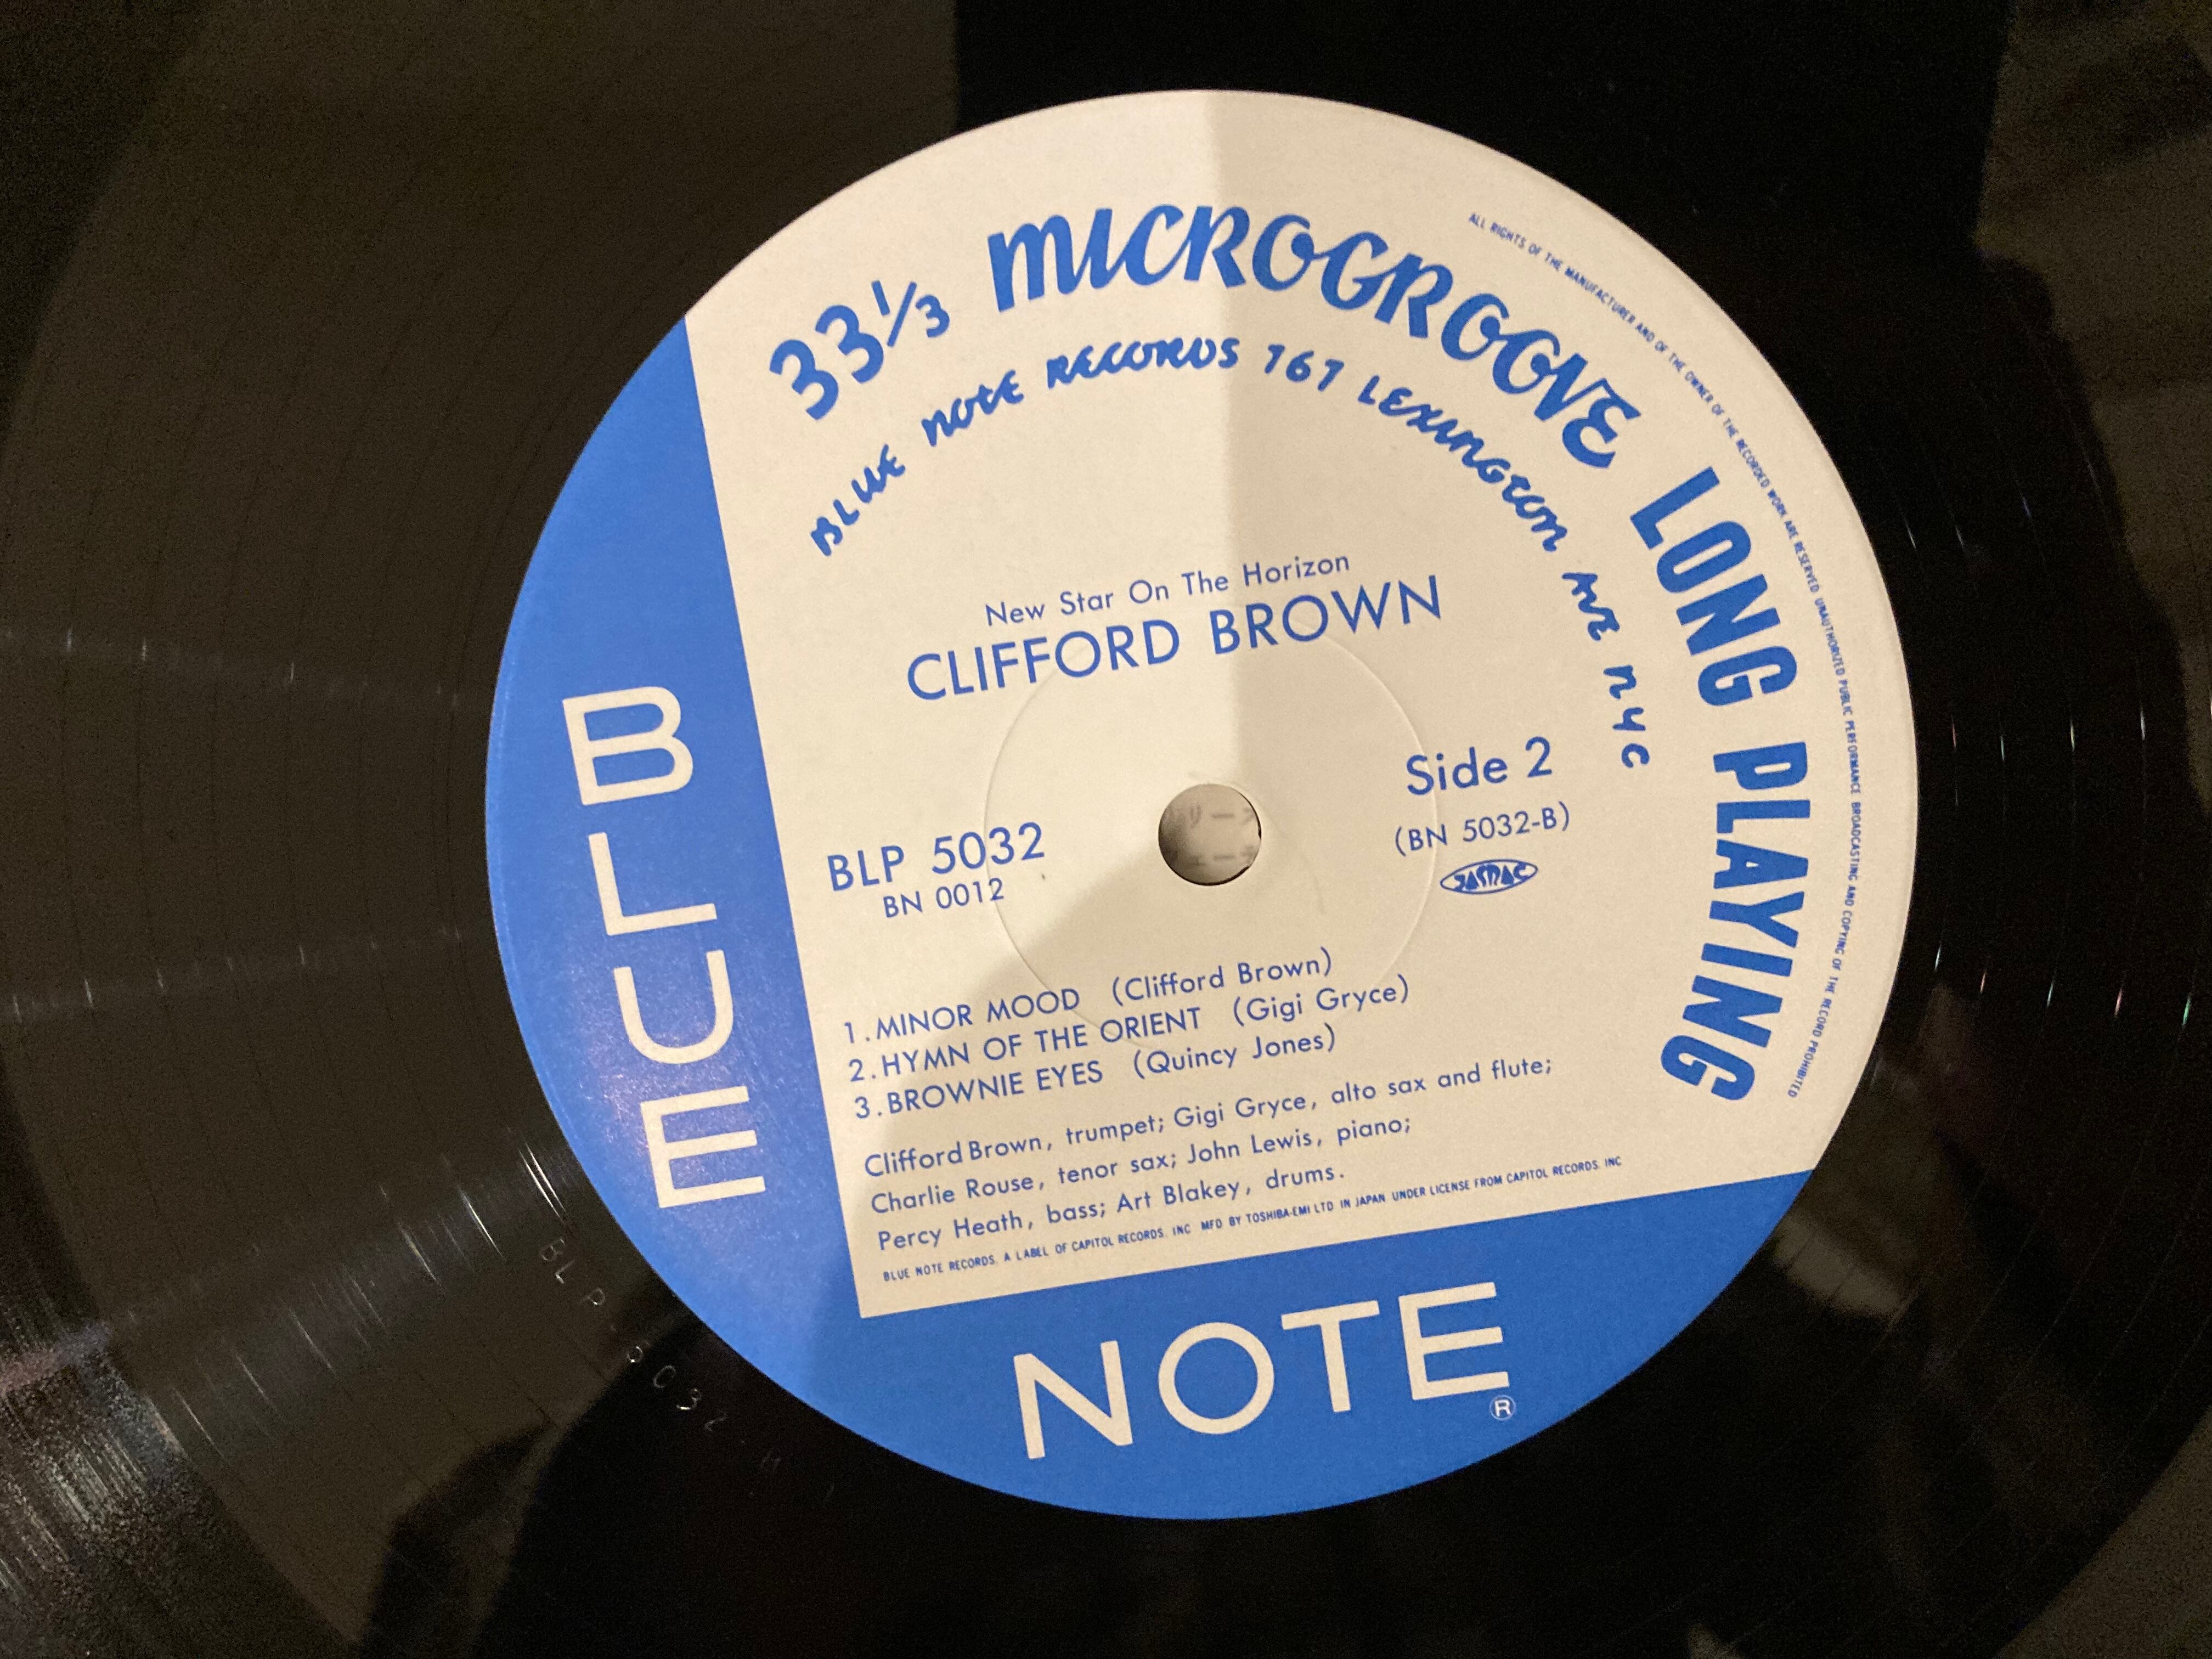 33⅓ MICROGROOVE LONG PLAYING
BLUE NOTE RECORDS 767 LEXINGTON AVE NYC
ALL RIGHTS OF THE MANUFACTURER AND OF THE OWNER OF THE RECORDED WORK ARE RESERVED UNAUTHORIZED PUBLIC PERFORMANCE BROADCASTING AND COPYING OF THE RECORD PROHIBITED
New Star On The Horizon
CLIFFORD BROWN
Side 2
(BN 5032-B)
JASRAC
BLP 5032
BN 0012
1.MINOR MOOD (Clifford Brown)
2.HYMN OF THE ORIENT (Gigi Gryce)
3.BROWNIE EYES (Quincy Jones)
Clifford Brown, trumpet; Gigi Gryce, alto sax and flute;
Charlie Rouse, tenor sax; John Lewis, piano;
Percy Heath, bass; Art Blakey, drums.
BLUE NOTE RECORDS, A LABEL OF CAPITOL RECORDS, INC MFD BY TOSHIBA-EMI LTD IN JAPAN UNDER LICENSE FROM CAPITOL RECORDS, INC
BLUE
NOTE®
BLP 5032